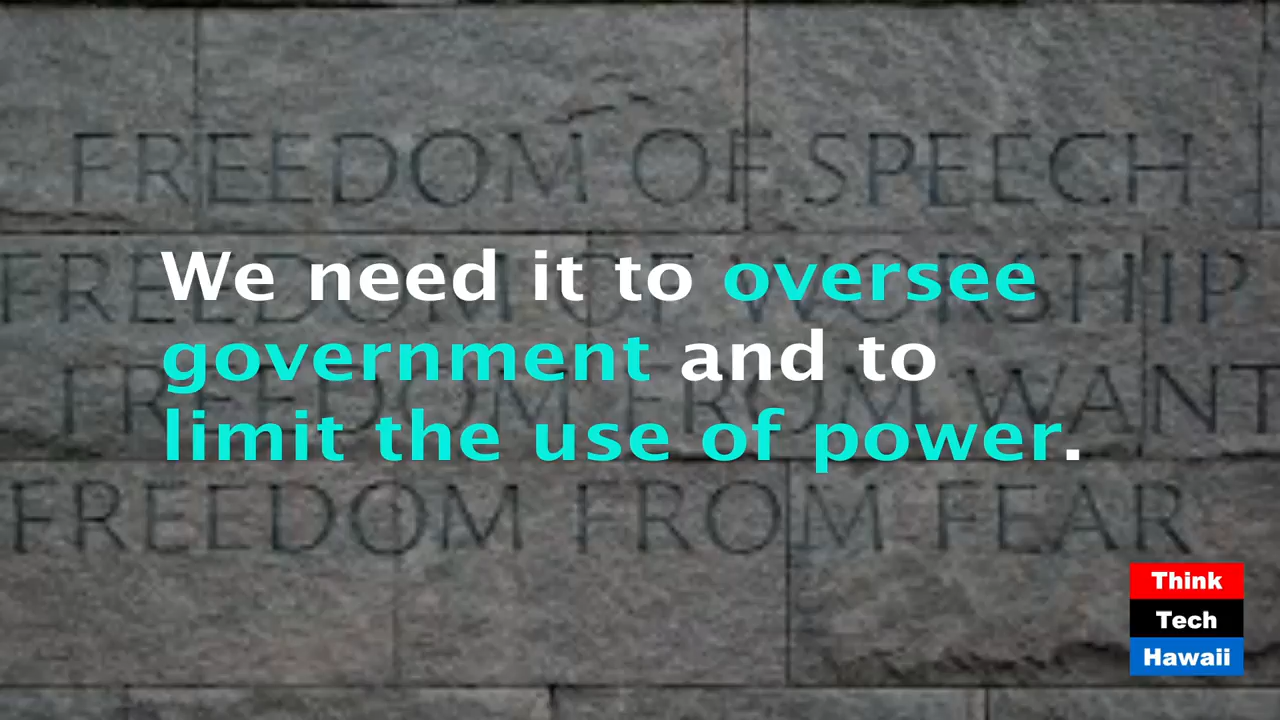 FREEDOM OF SPEECH
FREEDOM OF WORSHIP
FREEDOM FROM WANT
FREEDOM FROM FEAR
We need it to oversee
government and to
limit the use of power.
Think
Tech
Hawaii